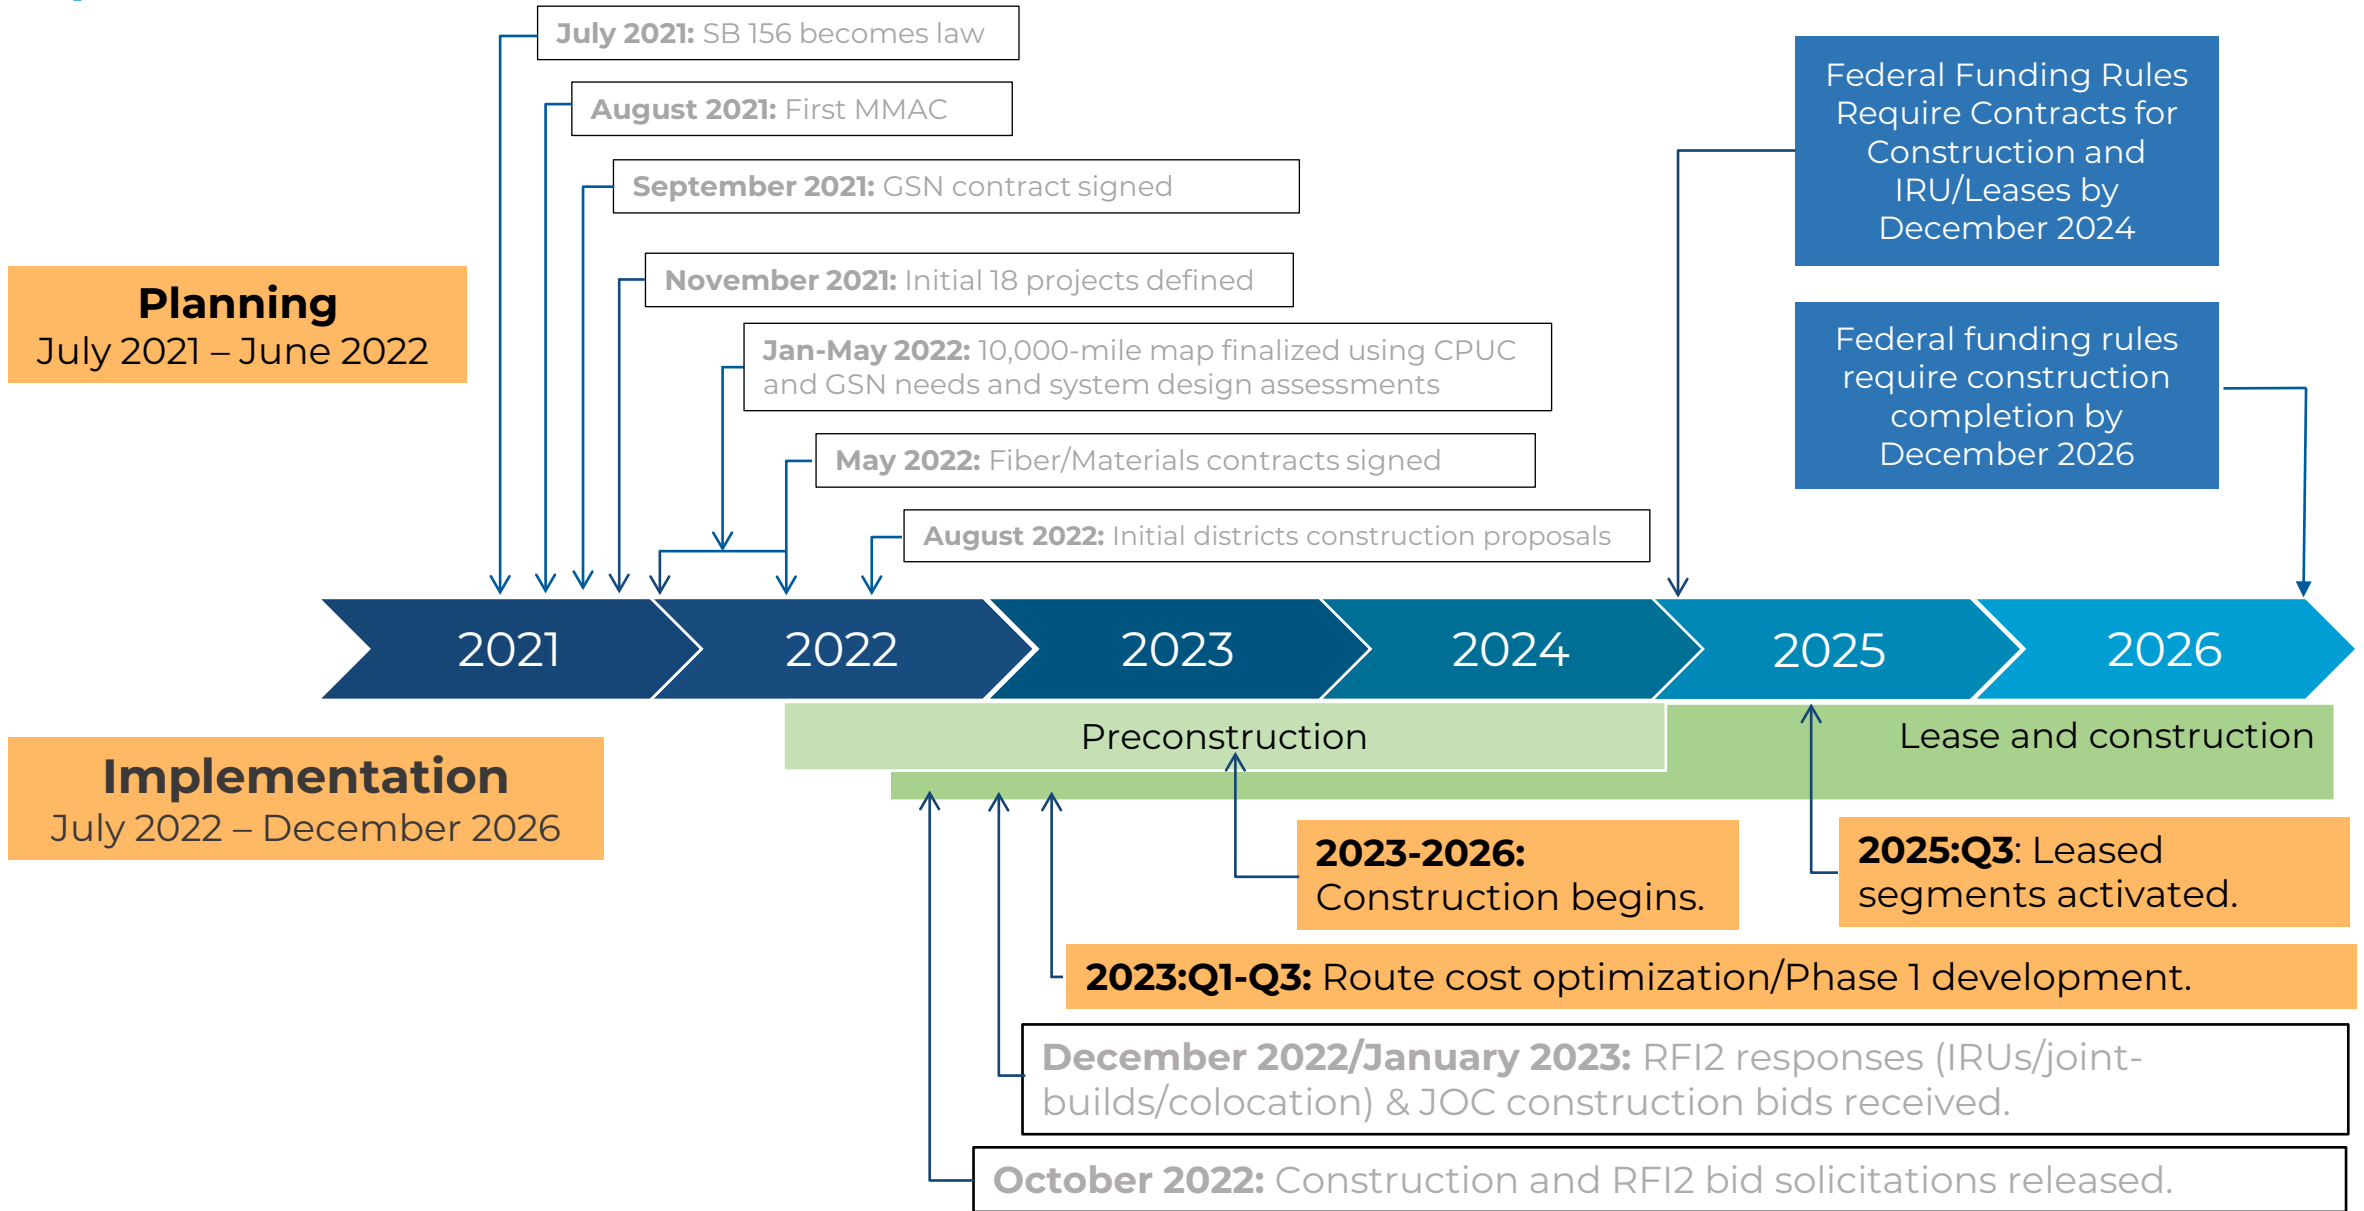 July 2021: SB 156 becomes law
August 2021: First MMAC
September 2021: GSN contract signed
November 2021: Initial 18 projects defined
Jan-May 2022: 10,000-mile map finalized using CPUC
and GSN needs and system design assessments
May 2022: Fiber/Materials contracts signed
August 2022: Initial districts construction proposals
Federal Funding Rules
Require Contracts for
Construction and
IRU/Leases by
December 2024
Federal funding rules
require construction
completion by
December 2026
Planning
July 2021 – June 2022
2021
2022
2023
2024
2025
2026
Preconstruction
Lease and construction
Implementation
July 2022 – December 2026
2023-2026:
Construction begins.
2025:Q3: Leased
segments activated.
2023:Q1-Q3: Route cost optimization/Phase 1 development.
December 2022/January 2023: RFI2 responses (IRUs/joint-
builds/colocation) & JOC construction bids received.
October 2022: Construction and RFI2 bid solicitations released.